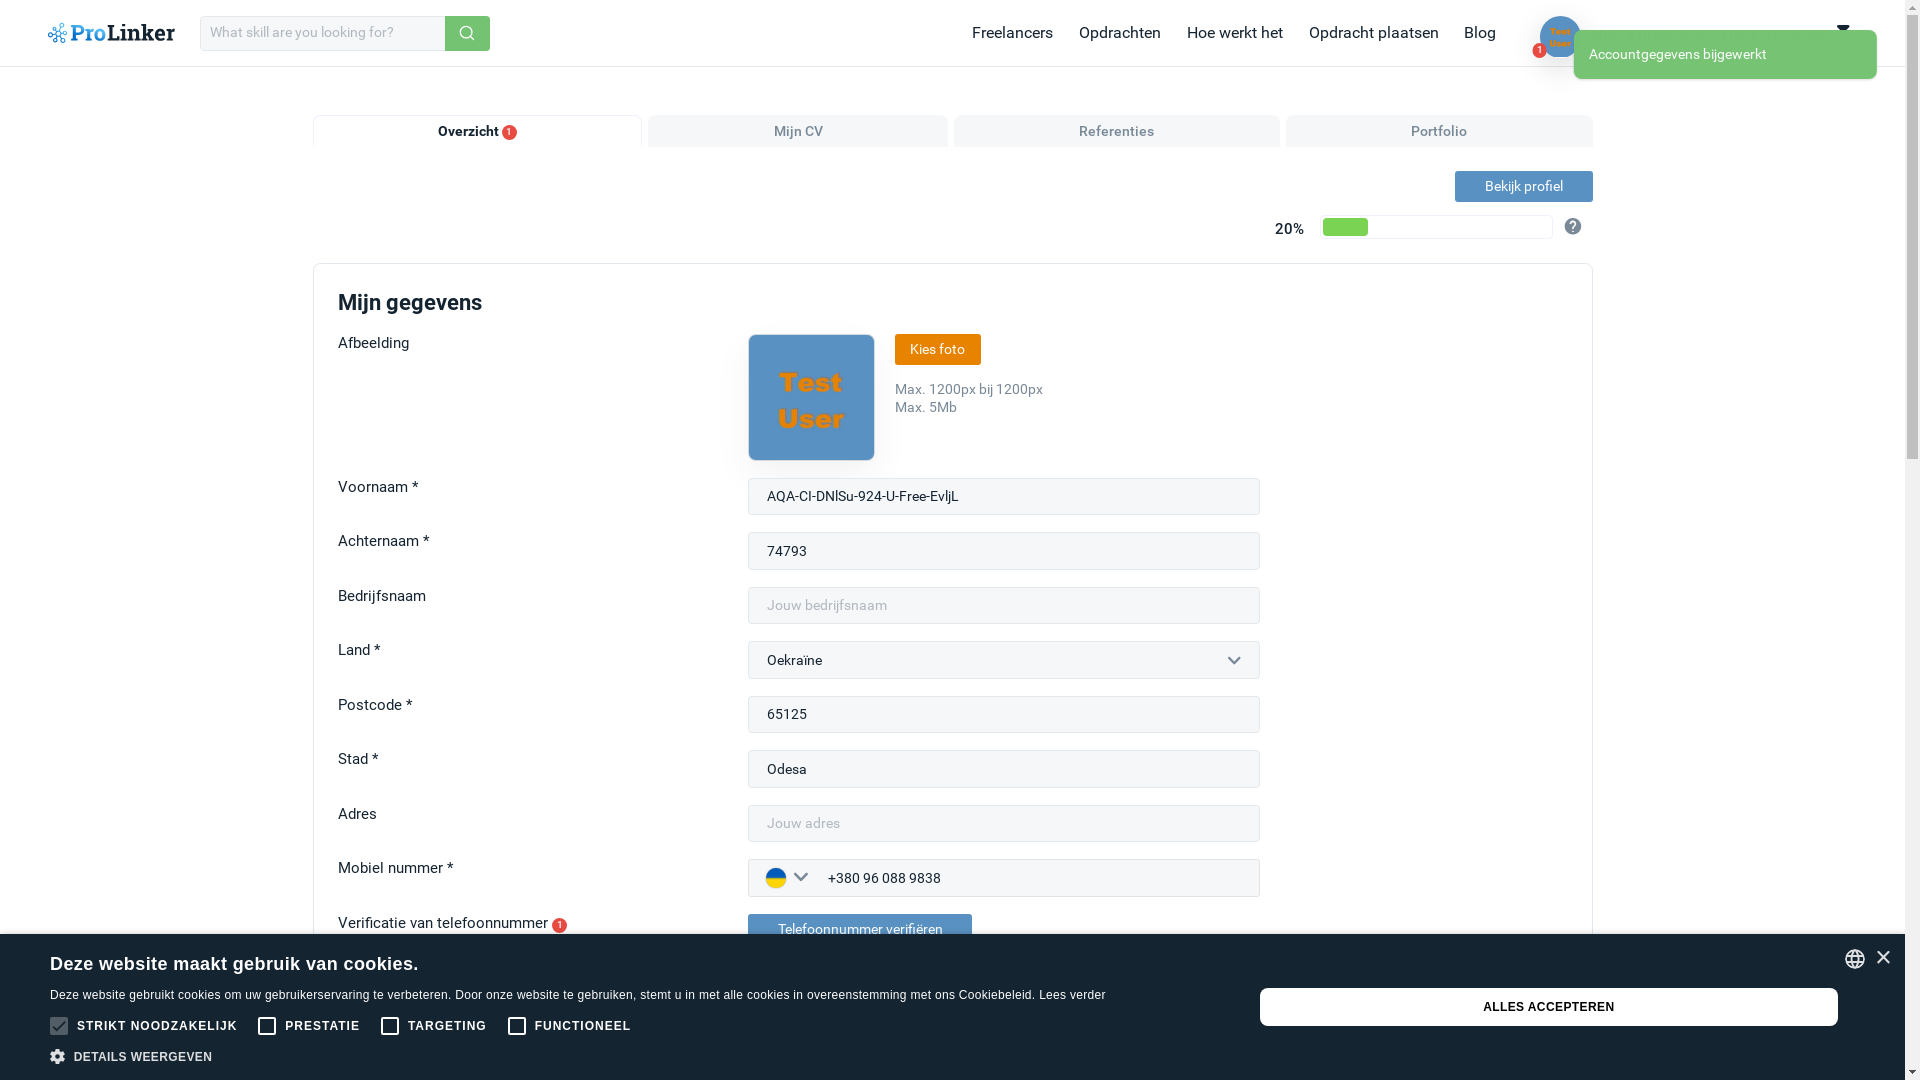 ProLinker
What skill are you looking for?
Freelancers
Opdrachten
Hoe werkt het
Opdracht plaatsen
Blog
Test
User
1
Accountgegevens bijgewerkt
Overzicht 1
Mijn CV
Referenties
Portfolio
Bekijk profiel
20%
Mijn gegevens
Afbeelding
Test
User
Kies foto
Max. 1200px bij 1200px
Max. 5Mb
Voornaam *
AQA-CI-DNlSu-924-U-Free-EvljL
Achternaam *
74793
Bedrijfsnaam
Jouw bedrijfsnaam
Land *
Oekraïne
Postcode *
65125
Stad *
Odesa
Adres
Jouw adres
Mobiel nummer *
+380 96 088 9838
Verificatie van telefoonnummer 1
Telefoonnummer verifiëren
Deze website maakt gebruik van cookies.
Deze website gebruikt cookies om uw gebruikerservaring te verbeteren. Door onze website te gebruiken, stemt u in met alle cookies in overeenstemming met ons Cookiebeleid. Lees verder
STRIKT NOODZAKELIJK
PRESTATIE
TARGETING
FUNCTIONEEL
DETAILS WEERGEVEN
ALLES ACCEPTEREN